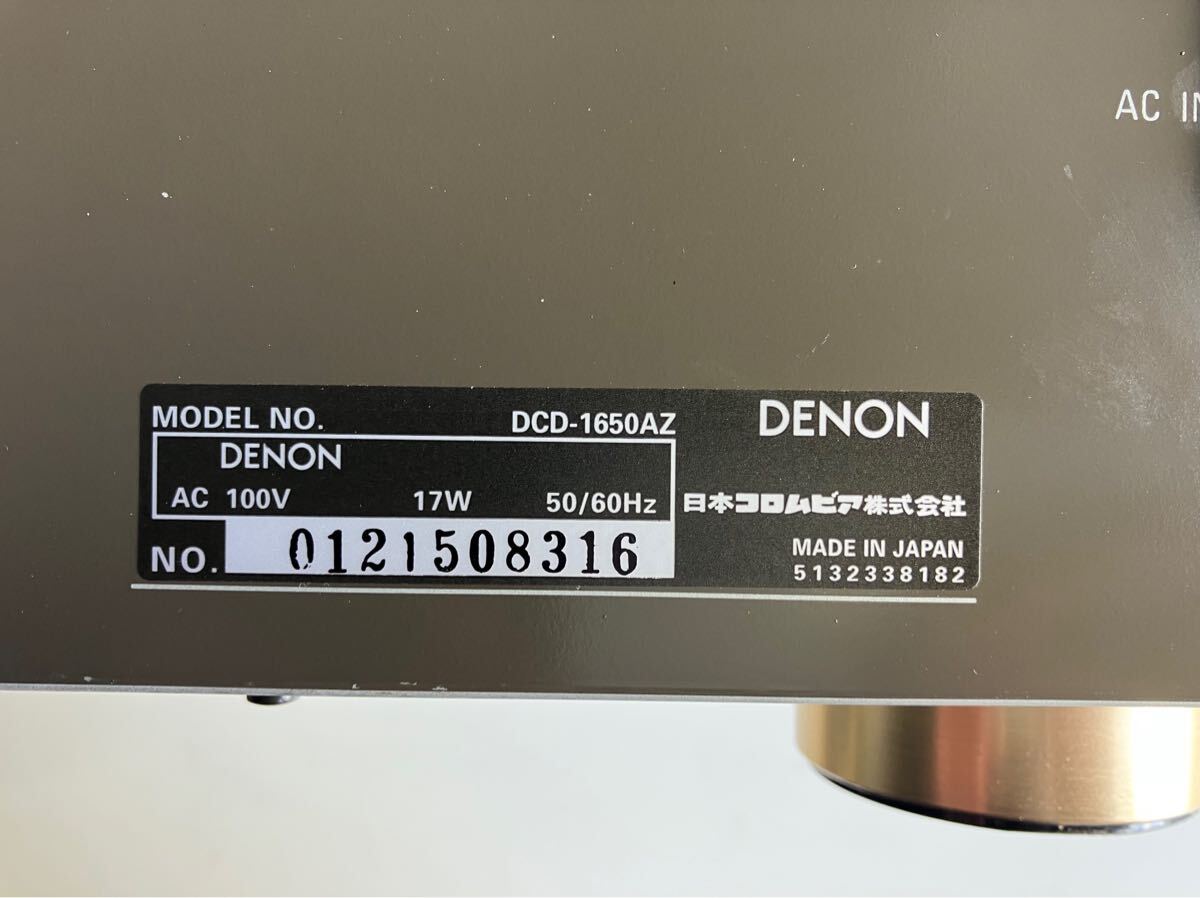 AC IN
MODEL NO. DCD-1650AZ
DENON
AC 100V 17W 50/60Hz
NO. 0121508316
DENON
日本コロムビア株式会社
MADE IN JAPAN
5132338182